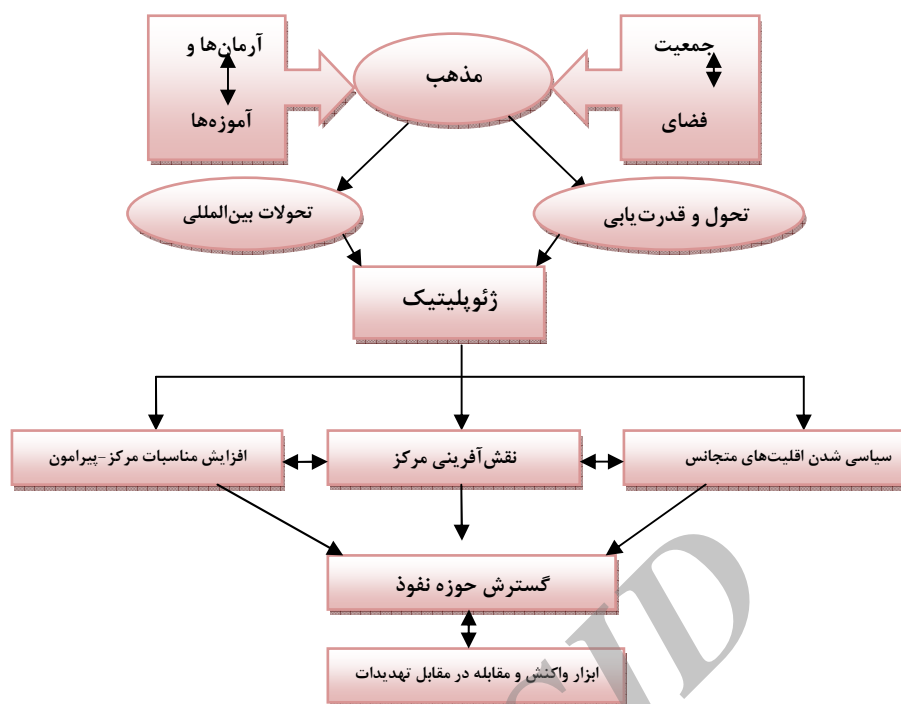 جمعیت
فضای
آرمان‌ها و
آموزه‌ها
مذهب
تحول و قدرت‌یابی
تحولات بین‌المللی
ژئوپلیتیک
سیاسی شدن اقلیت‌های متجانس
نقش‌آفرینی مرکز
افزایش مناسبات مرکز-پیرامون
گسترش حوزه نفوذ
ابزار واکنش و مقابله در مقابل تهدیدات
SID